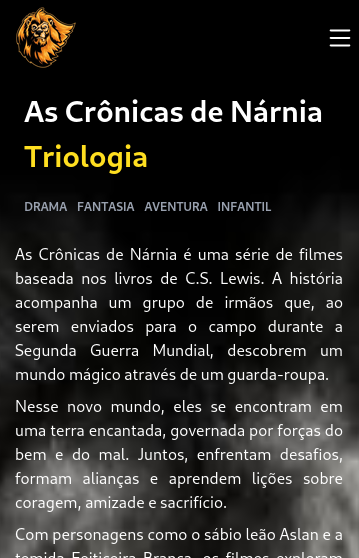 As Crônicas de Nárnia
Triologia
DRAMA FANTASIA AVENTURA INFANTIL
As Crônicas de Nárnia é uma série de filmes
baseada nos livros de C.S. Lewis. A história
acompanha um grupo de irmãos que, ao
serem enviados para o campo durante a
Segunda Guerra Mundial, descobrem um
mundo mágico através de um guarda-roupa.
Nesse novo mundo, eles se encontram em
uma terra encantada, governada por forças do
bem e do mal. Juntos, enfrentam desafios,
formam alianças e aprendem lições sobre
coragem, amizade e sacrifício.
Com personagens como o sábio leão Aslan e a
temida Feiticeira Branca, os filmes exploram